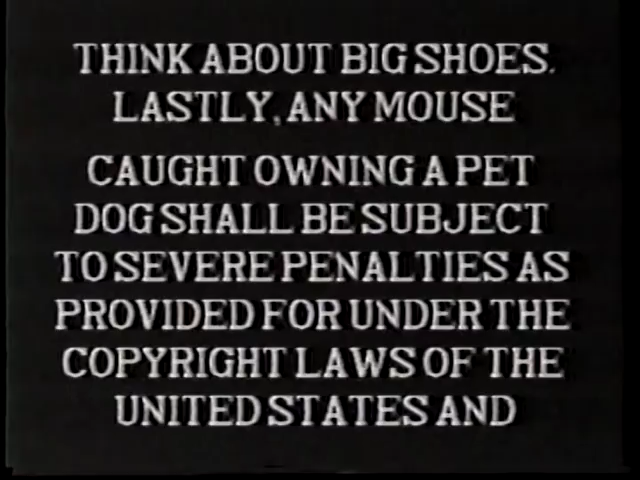 THINK ABOUT BIG SHOES.
LASTLY, ANY MOUSE
CAUGHT OWNING A PET
DOG SHALL BE SUBJECT
TO SEVERE PENALTIES AS
PROVIDED FOR UNDER THE
COPYRIGHT LAWS OF THE
UNITED STATES AND